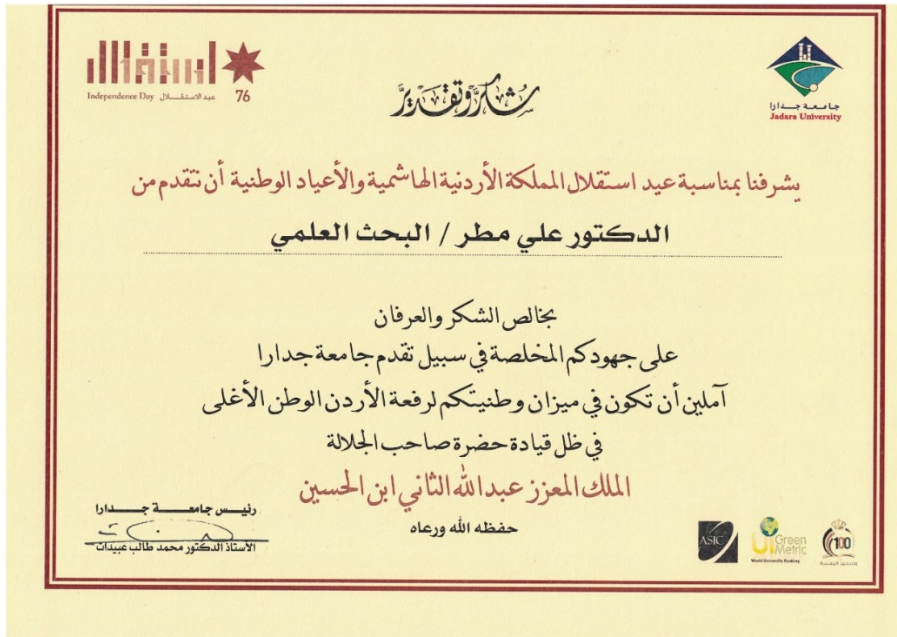 استقلال
Independence Day عيد الاستقلال 76
شكر وتقدير
جامعة جدارا
Jadara University
يشرفنا بمناسبة عيد استقلال المملكة الأردنية الهاشمية والأعياد الوطنية أن نتقدم من
الدكتور علي مطر / البحث العلمي
بخالص الشكر والعرفان
على جهودكم المخلصة في سبيل تقدم جامعة جدارا
آملين أن تكون في ميزان وطنيتكم لرفعة الأردن الوطن الأغلى
في ظل قيادة حضرة صاحب الجلالة
الملك المعزز عبدالله الثاني ابن الحسين
حفظه الله ورعاه
رئيس جامعة جدارا
الأستاذ الدكتور محمد طالب عبيدات
ASIC
UI Green
Metric
World University Ranking
100